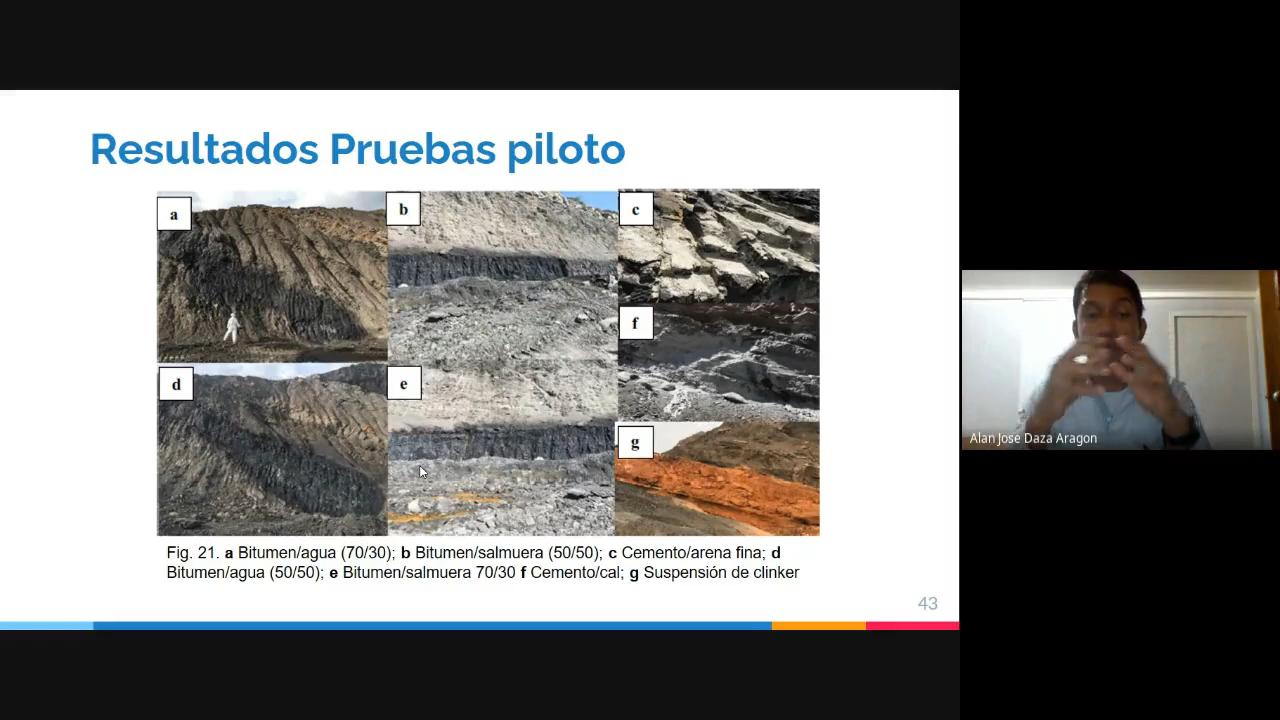 Resultados Pruebas piloto
a
b
c
f
d
e
g
Fig. 21. a Bitumen/agua (70/30); b Bitumen/salmuera (50/50); c Cemento/arena fina; d
Bitumen/agua (50/50); e Bitumen/salmuera 70/30 f Cemento/cal; g Suspensión de clinker
43
Alan Jose Daza Aragon